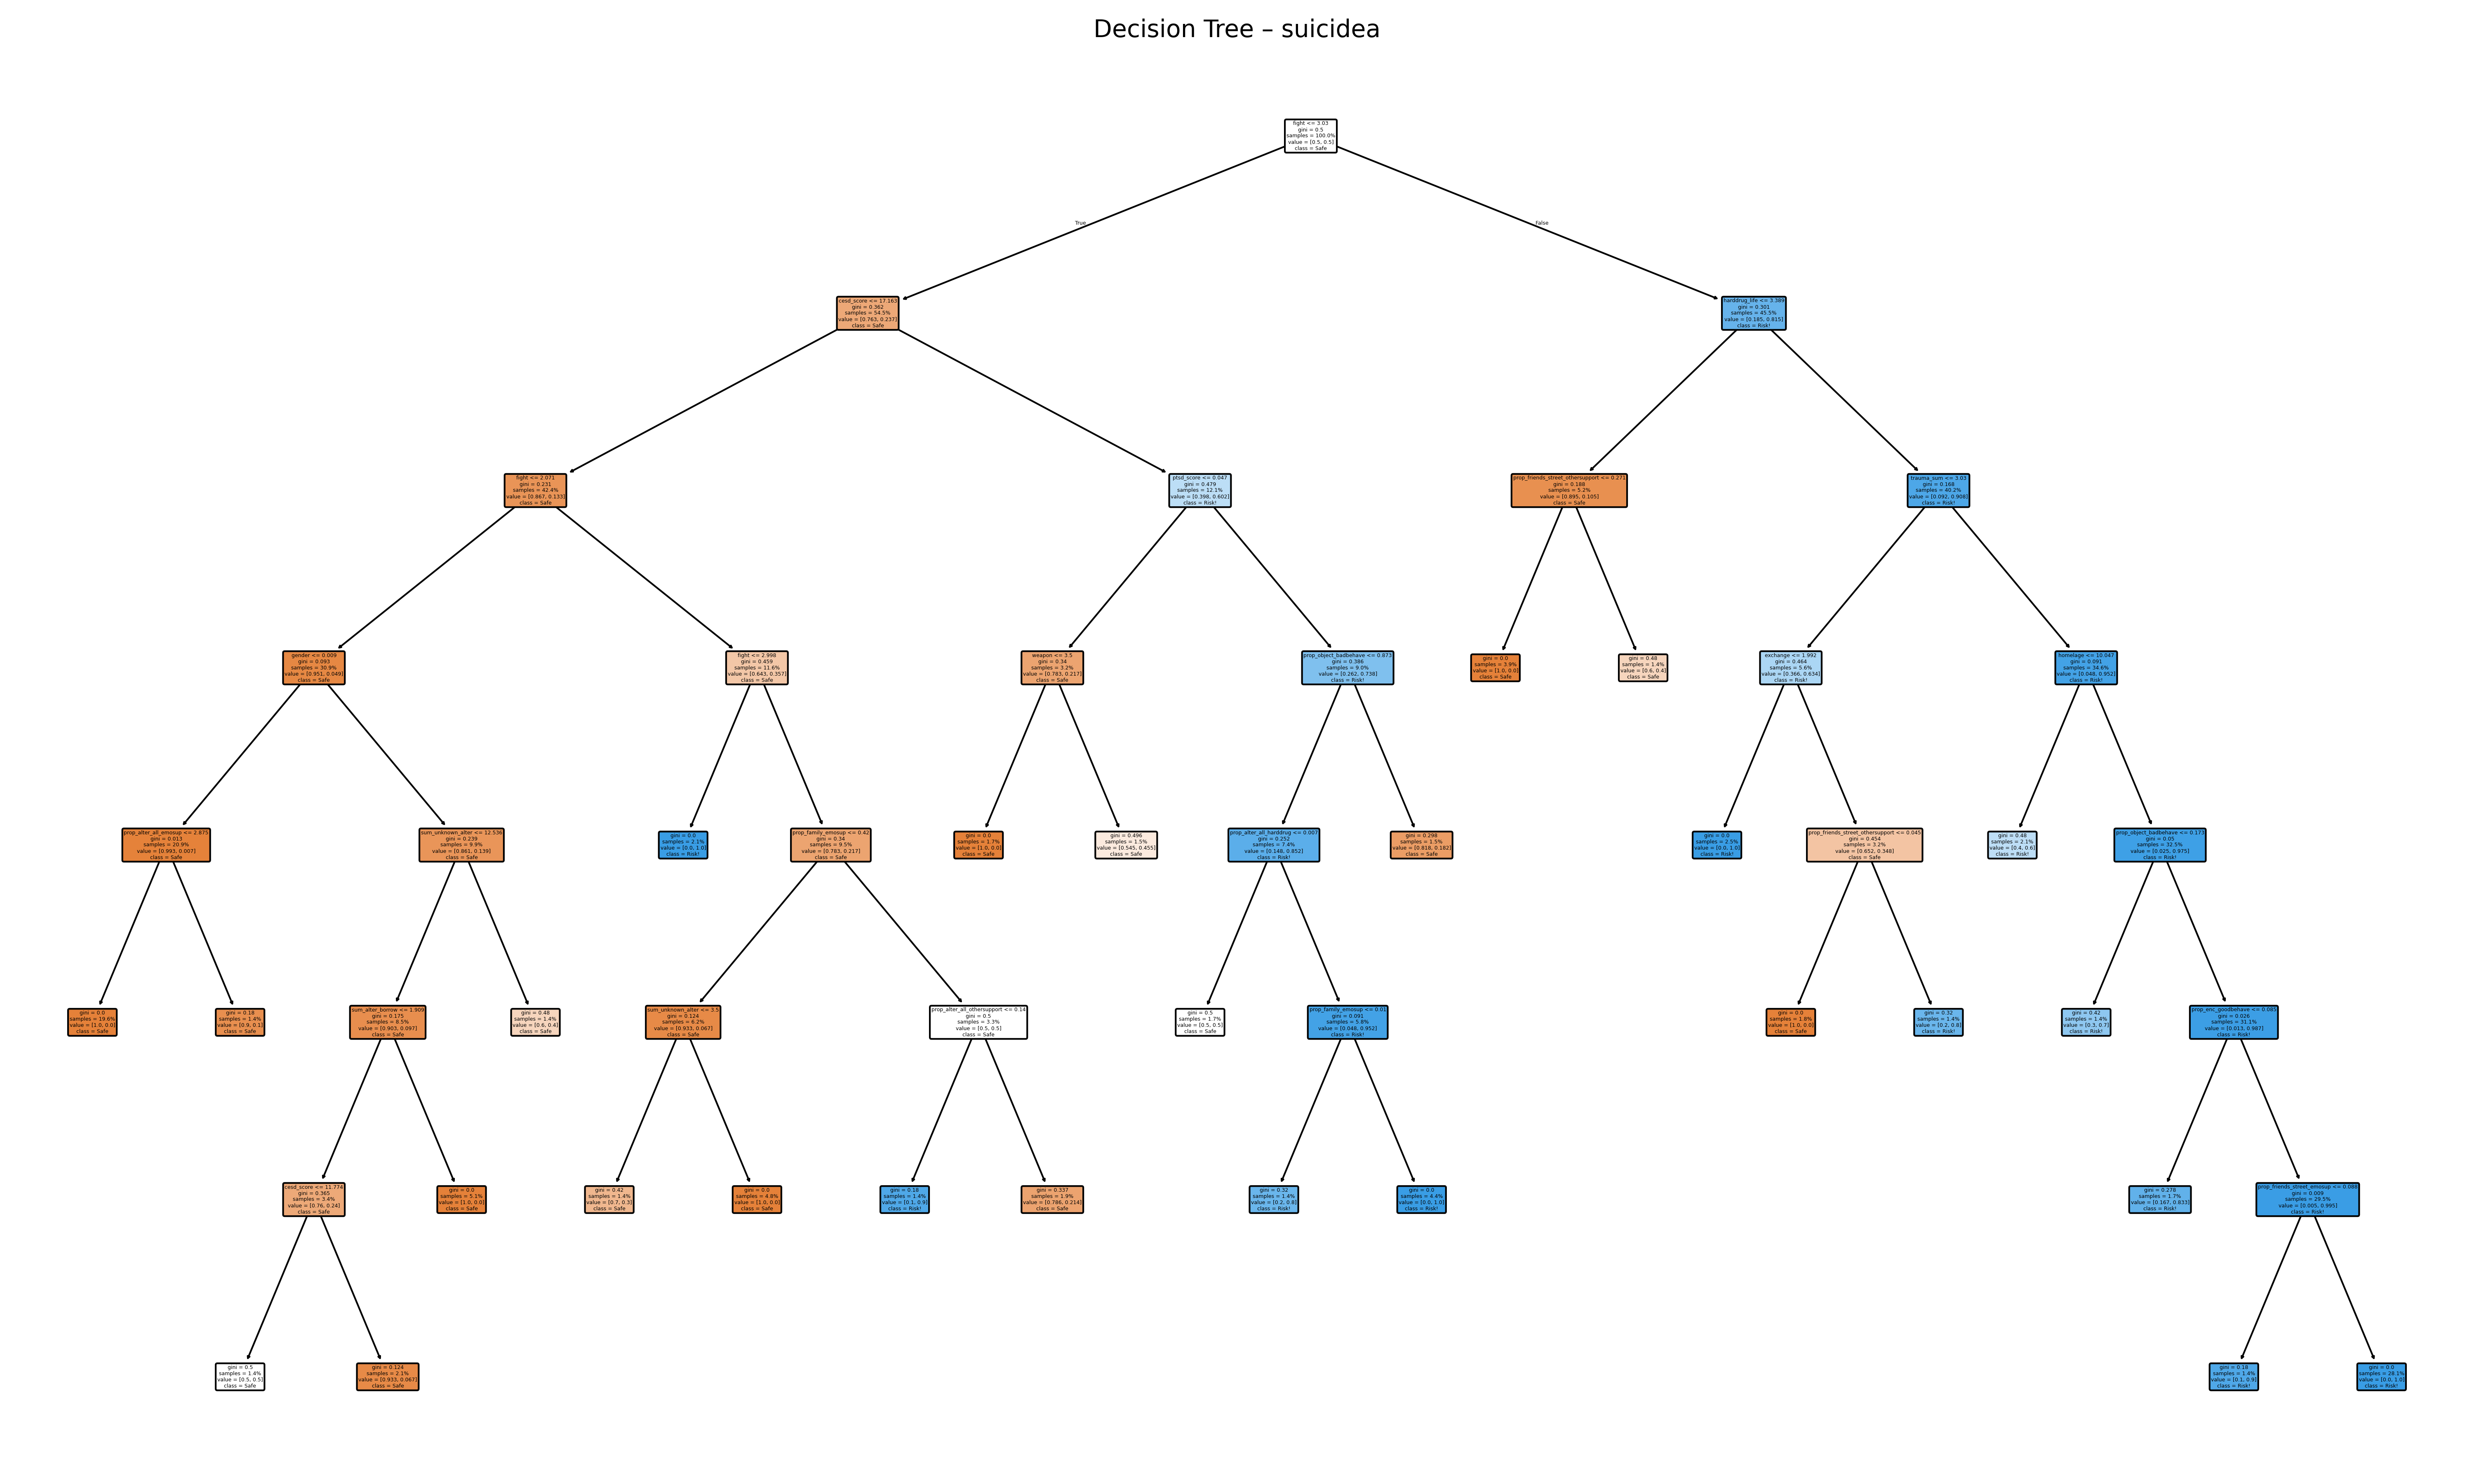 Decision Tree – suicidea
fight <= 3.03
gini = 0.5
samples = 100.0%
value = [0.5, 0.5]
class = Safe
True
False
cesd_score <= 17.163
gini = 0.362
samples = 54.5%
value = [0.763, 0.237]
class = Safe
harddrug_life <= 3.389
gini = 0.301
samples = 45.5%
value = [0.185, 0.815]
class = Risk!
fight <= 2.071
gini = 0.231
samples = 42.4%
value = [0.867, 0.133]
class = Safe
ptsd_score <= 0.047
gini = 0.479
samples = 12.1%
value = [0.398, 0.602]
class = Risk!
prop_friends_street_othersupport <= 0.271
gini = 0.188
samples = 5.2%
value = [0.895, 0.105]
class = Safe
trauma_sum <= 3.03
gini = 0.168
samples = 40.2%
value = [0.092, 0.908]
class = Risk!
gender <= 0.009
gini = 0.093
samples = 30.9%
value = [0.951, 0.049]
class = Safe
fight <= 2.998
gini = 0.459
samples = 11.6%
value = [0.643, 0.357]
class = Safe
weapon <= 3.5
gini = 0.34
samples = 3.2%
value = [0.783, 0.217]
class = Safe
prop_object_badbehave <= 0.873
gini = 0.386
samples = 9.0%
value = [0.262, 0.738]
class = Risk!
gini = 0.0
samples = 3.9%
value = [1.0, 0.0]
class = Safe
gini = 0.48
samples = 1.4%
value = [0.6, 0.4]
class = Safe
exchange <= 1.992
gini = 0.464
samples = 5.6%
value = [0.366, 0.634]
class = Risk!
homelage <= 10.047
gini = 0.091
samples = 34.6%
value = [0.048, 0.952]
class = Risk!
prop_alter_all_emosup <= 2.875
gini = 0.013
samples = 20.9%
value = [0.993, 0.007]
class = Safe
sum_unknown_alter <= 12.536
gini = 0.239
samples = 9.9%
value = [0.861, 0.139]
class = Safe
gini = 0.0
samples = 2.1%
value = [0.0, 1.0]
class = Risk!
prop_family_emosup <= 0.42
gini = 0.34
samples = 9.5%
value = [0.783, 0.217]
class = Safe
gini = 0.0
samples = 1.7%
value = [1.0, 0.0]
class = Safe
gini = 0.496
samples = 1.5%
value = [0.545, 0.455]
class = Safe
prop_alter_all_harddrug <= 0.007
gini = 0.252
samples = 7.4%
value = [0.148, 0.852]
class = Risk!
gini = 0.298
samples = 1.5%
value = [0.818, 0.182]
class = Safe
gini = 0.0
samples = 2.5%
value = [0.0, 1.0]
class = Risk!
prop_friends_street_othersupport <= 0.045
gini = 0.454
samples = 3.2%
value = [0.652, 0.348]
class = Safe
gini = 0.48
samples = 2.1%
value = [0.4, 0.6]
class = Risk!
prop_object_badbehave <= 0.173
gini = 0.05
samples = 32.5%
value = [0.025, 0.975]
class = Risk!
gini = 0.0
samples = 19.6%
value = [1.0, 0.0]
class = Safe
gini = 0.18
samples = 1.4%
value = [0.9, 0.1]
class = Safe
sum_alter_borrow <= 1.909
gini = 0.175
samples = 8.5%
value = [0.903, 0.097]
class = Safe
gini = 0.48
samples = 1.4%
value = [0.6, 0.4]
class = Safe
sum_unknown_alter <= 3.5
gini = 0.124
samples = 6.2%
value = [0.933, 0.067]
class = Safe
prop_alter_all_othersupport <= 0.14
gini = 0.5
samples = 3.3%
value = [0.5, 0.5]
class = Safe
gini = 0.5
samples = 1.7%
value = [0.5, 0.5]
class = Safe
prop_family_emosup <= 0.01
gini = 0.091
samples = 5.8%
value = [0.048, 0.952]
class = Risk!
gini = 0.0
samples = 1.8%
value = [1.0, 0.0]
class = Safe
gini = 0.32
samples = 1.4%
value = [0.2, 0.8]
class = Risk!
gini = 0.42
samples = 1.4%
value = [0.3, 0.7]
class = Risk!
prop_enc_goodbehave <= 0.085
gini = 0.026
samples = 31.1%
value = [0.013, 0.987]
class = Risk!
cesd_score <= 11.774
gini = 0.365
samples = 3.4%
value = [0.76, 0.24]
class = Safe
gini = 0.0
samples = 5.1%
value = [1.0, 0.0]
class = Safe
gini = 0.42
samples = 1.4%
value = [0.7, 0.3]
class = Safe
gini = 0.0
samples = 4.8%
value = [1.0, 0.0]
class = Safe
gini = 0.18
samples = 1.4%
value = [0.1, 0.9]
class = Risk!
gini = 0.337
samples = 1.9%
value = [0.786, 0.214]
class = Safe
gini = 0.32
samples = 1.4%
value = [0.2, 0.8]
class = Risk!
gini = 0.0
samples = 4.4%
value = [0.0, 1.0]
class = Risk!
gini = 0.278
samples = 1.7%
value = [0.167, 0.833]
class = Risk!
prop_friends_street_emosup <=
gini = 0.009
samples = 29.5%
value = [0.005, 0.995]
class = Risk!
gini = 0.5
samples = 1.4%
value = [0.5, 0.5]
class = Safe
gini = 0.124
samples = 2.1%
value = [0.933, 0.067]
class = Safe
gini = 0.18
samples = 1.4%
value = [0.1, 0.9]
class = Risk!
gini = 0.0
samples = 28.1%
value = [0.0, 1.0]
class = Risk!